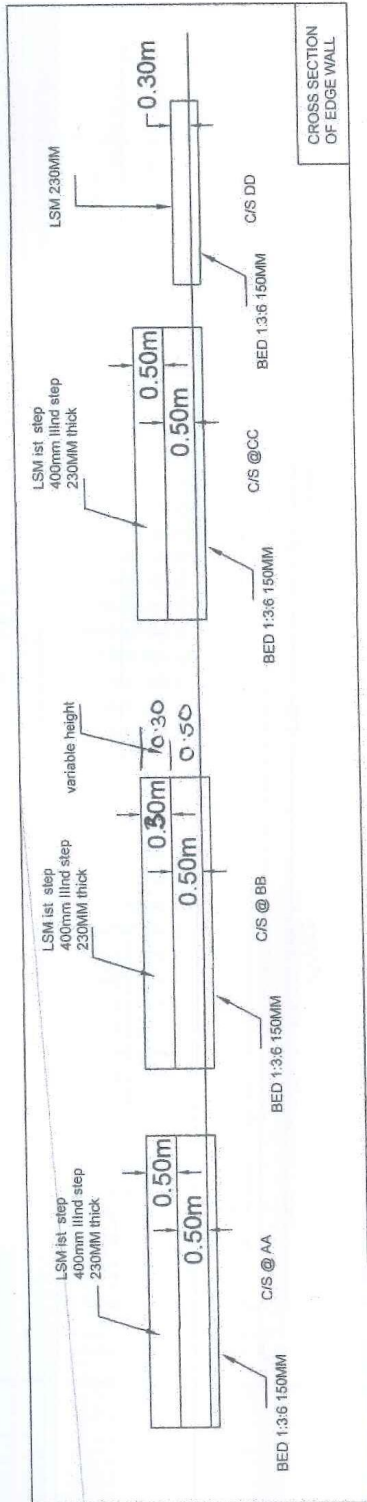 LSM ist step
400mm IInd step
230MM thick
0.50m
0.50m
C/S @ AA
BED 1:3:6 150MM
LSM ist step
400mm IInd step
230MM thick
variable height
0.30m
0.30
0.50m
0.50
C/S @ BB
BED 1:3:6 150MM
LSM ist step
400mm IInd step
230MM thick
0.50m
0.50m
C/S @CC
BED 1:3:6 150MM
LSM 230MM
0.30m
C/S DD
BED 1:3:6 150MM
CROSS SECTION
OF EDGE WALL